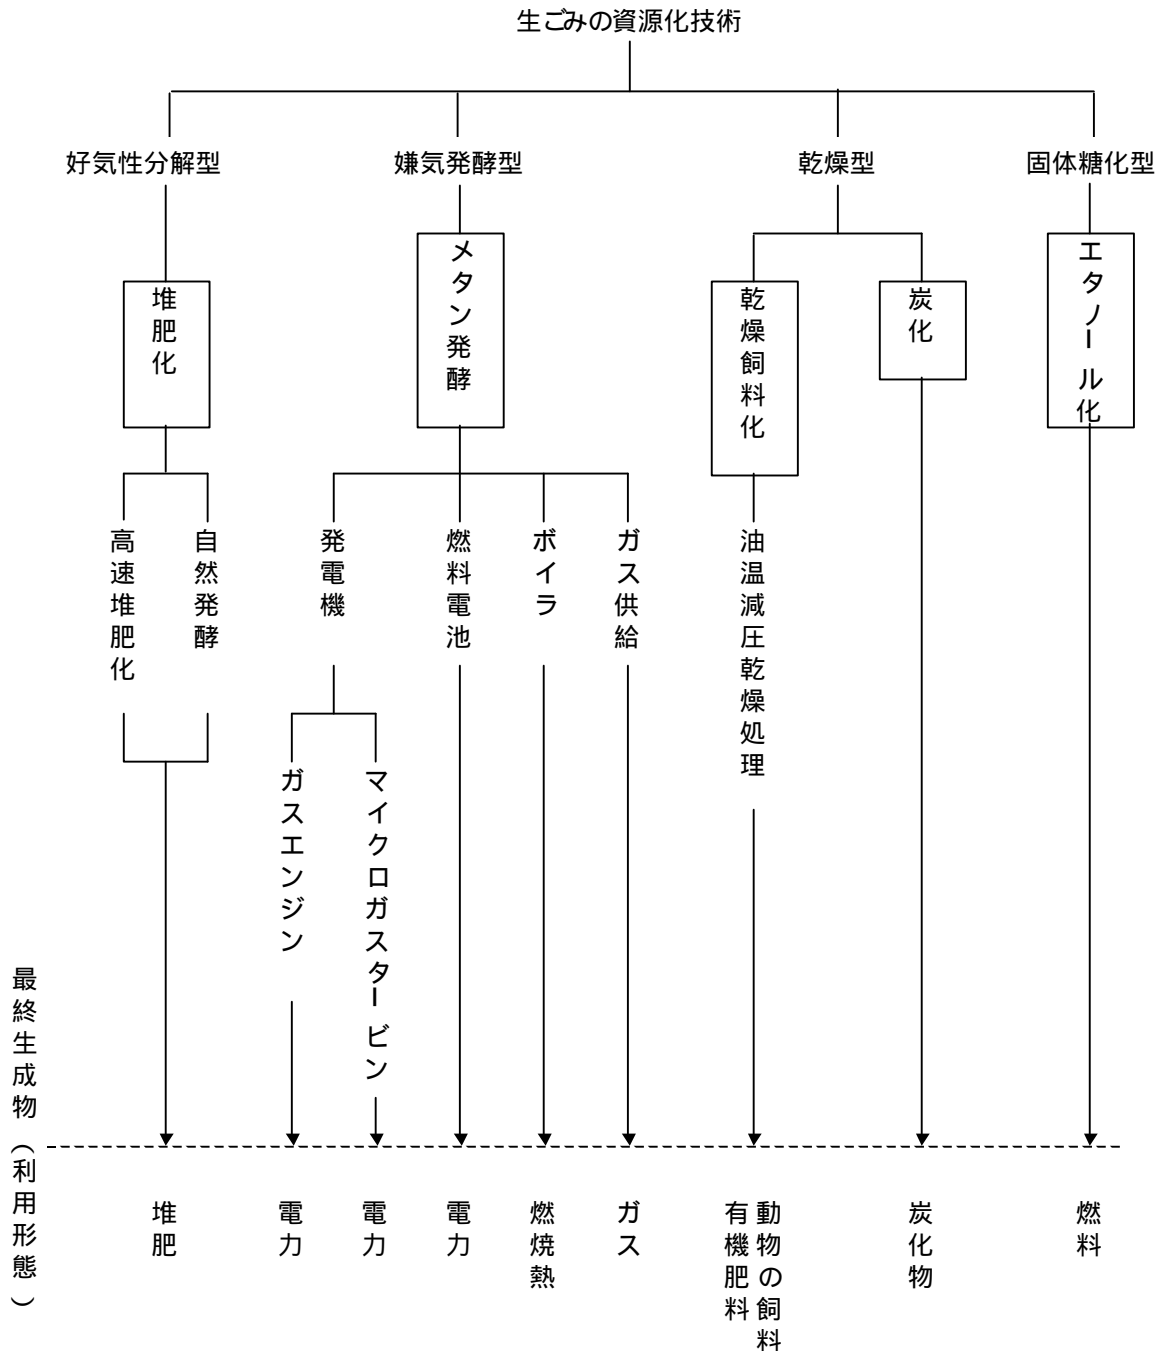 生ごみの資源化技術
好気性分解型
嫌気発酵型
乾燥型
固体糖化型
堆肥化
メタン発酵
乾燥飼料化
炭化
エタノール化
高速堆肥化
自然発酵
発電機
燃料電池
ボイラ
ガス供給
油温減圧乾燥処理
ガスエンジン
マイクロガスタービン
最終生成物（利用形態）
堆肥
電力
電力
電力
燃焼熱
ガス
動物の飼料
有機肥料
炭化物
燃料